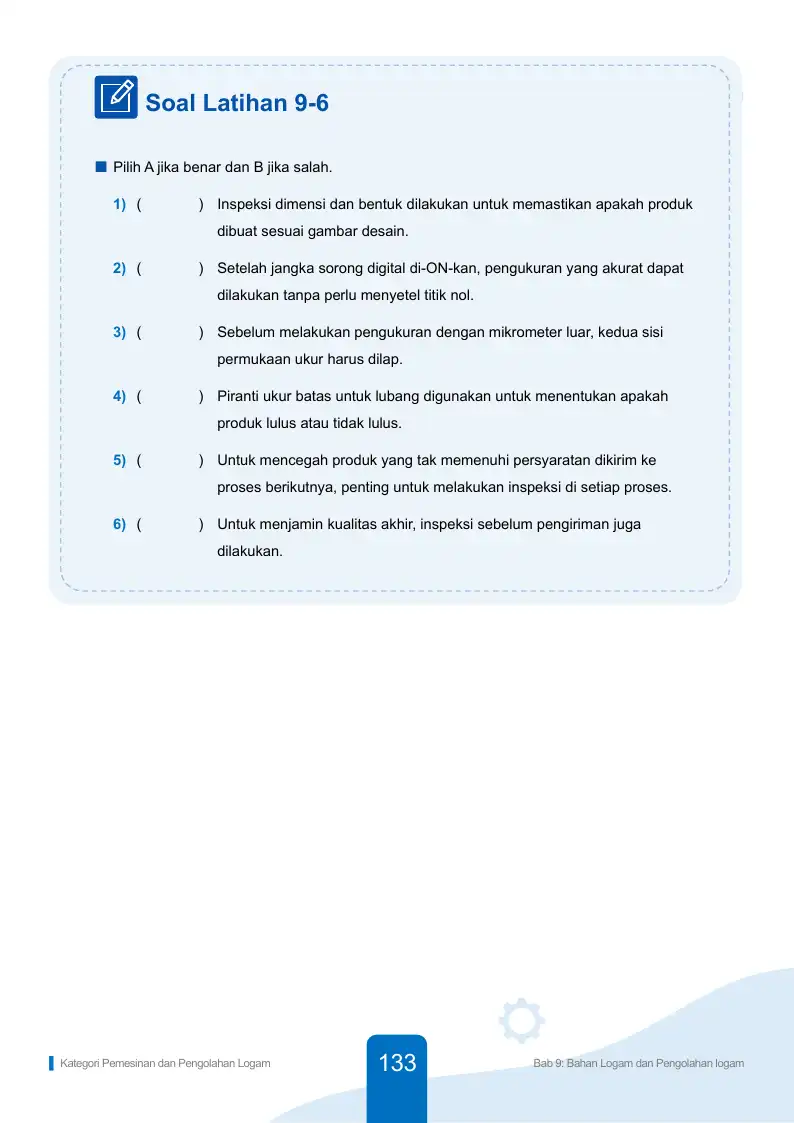 Soal Latihan 9-6
■ Pilih A jika benar dan B jika salah.
1) ( ) Inspeksi dimensi dan bentuk dilakukan untuk memastikan apakah produk
dibuat sesuai gambar desain.
2) ( ) Setelah jangka sorong digital di-ON-kan, pengukuran yang akurat dapat
dilakukan tanpa perlu menyetel titik nol.
3) ( ) Sebelum melakukan pengukuran dengan mikrometer luar, kedua sisi
permukaan ukur harus dilap.
4) ( ) Piranti ukur batas untuk lubang digunakan untuk menentukan apakah
produk lulus atau tidak lulus.
5) ( ) Untuk mencegah produk yang tak memenuhi persyaratan dikirim ke
proses berikutnya, penting untuk melakukan inspeksi di setiap proses.
6) ( ) Untuk menjamin kualitas akhir, inspeksi sebelum pengiriman juga
dilakukan.
Kategori Pemesinan dan Pengolahan Logam
133
Bab 9: Bahan Logam dan Pengolahan logam